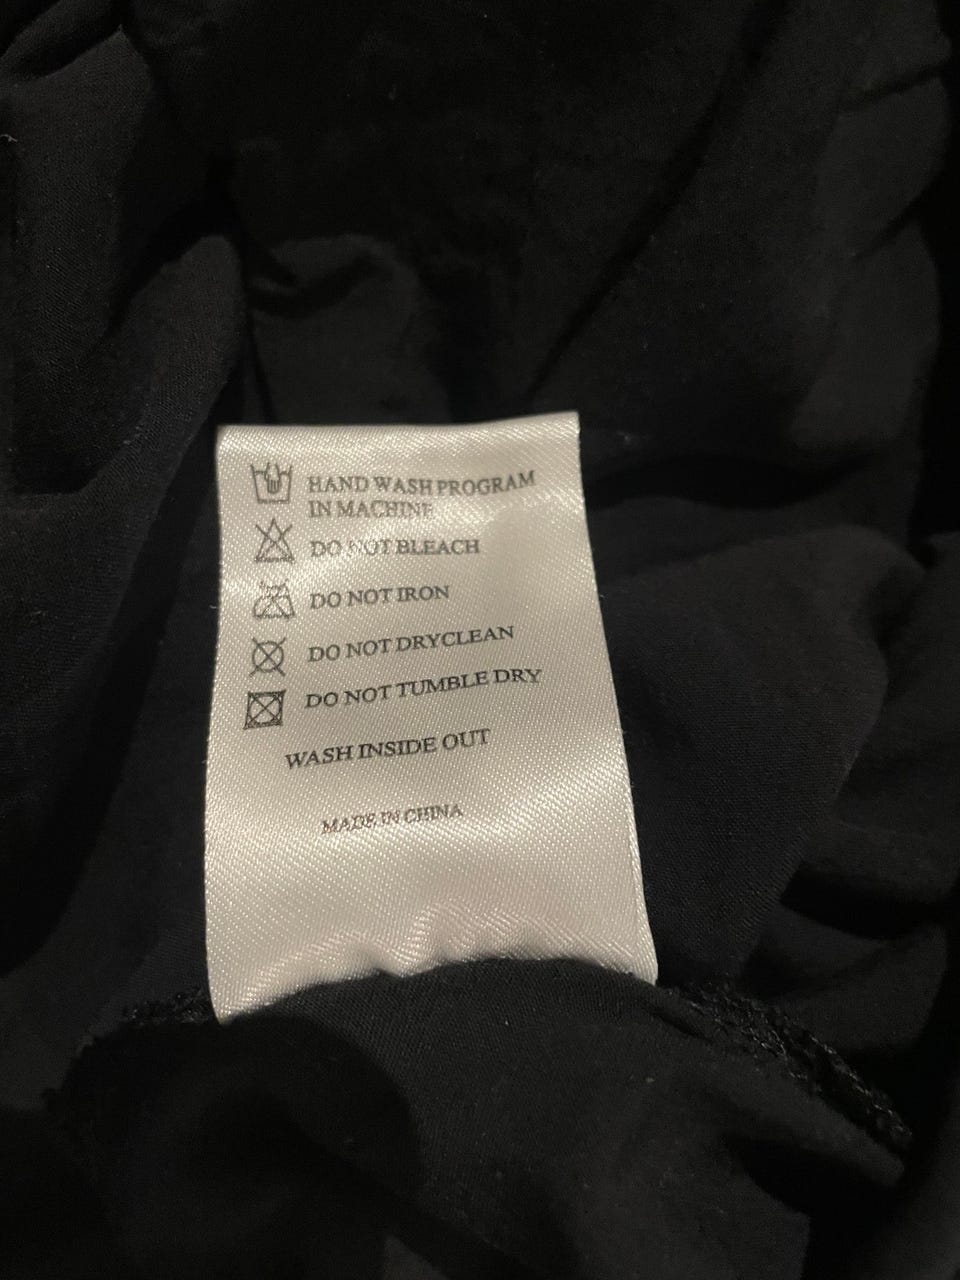 HAND WASH PROGRAM
IN MACHINE
DO NOT BLEACH
DO NOT IRON
DO NOT DRYCLEAN
DO NOT TUMBLE DRY
WASH INSIDE OUT
MADE IN CHINA